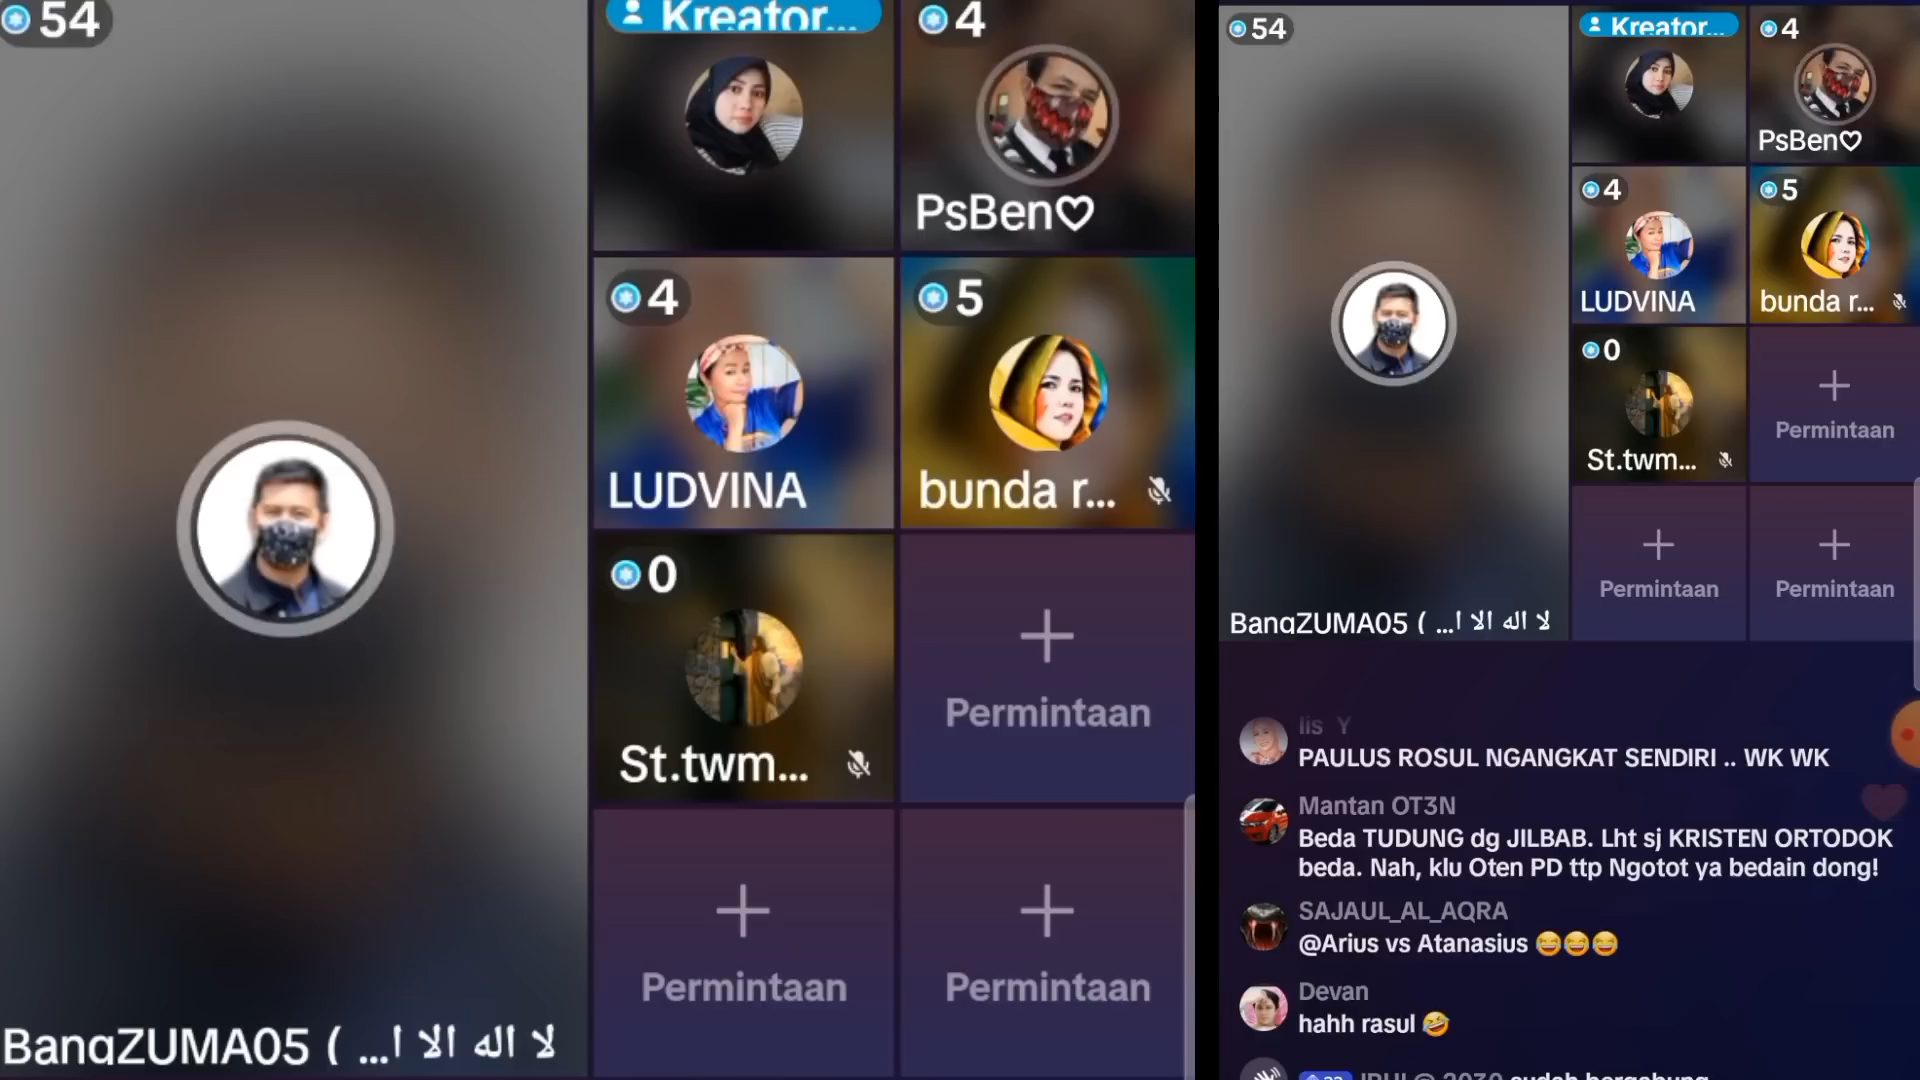 54
Kreator...
4
PsBen♡
4
LUDVINA
5
bunda r...
0
St.twm...
Permintaan
Permintaan
Permintaan
BangZUMA05 ( ...لا اله الا ا
54
Kreator...
4
PsBen♡
4
LUDVINA
5
bunda r...
0
St.twm...
Permintaan
Permintaan
Permintaan
BangZUMA05 ( ...لا اله الا ا
Iis Y
PAULUS ROSUL NGANGKAT SENDIRI .. WK WK
Mantan OT3N
Beda TUDUNG dg JILBAB. Lht sj KRISTEN ORTODOK
beda. Nah, klu Oten PD ttp Ngotot ya bedain dong!
SAJAUL_AL_AQRA
@Arius vs Atanasius 😂😂😂
Devan
hahh rasul 🤣
sudah bergabung